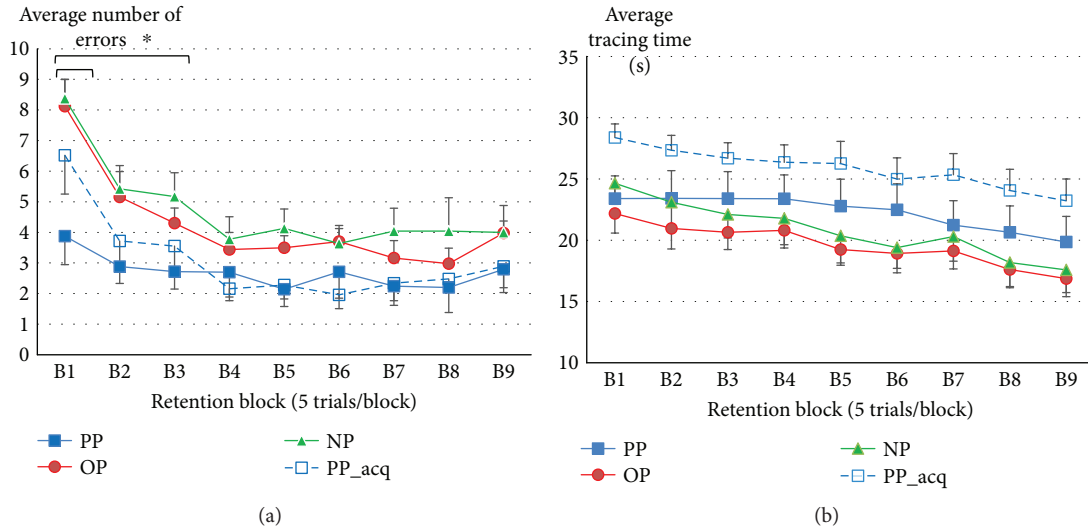 Average number of
errors *
10
9
8
7
6
5
4
3
2
1
0
B1 B2 B3 B4 B5 B6 B7 B8 B9
Retention block (5 trials/block)
PP NP
OP PP_acq
(a)
Average
tracing time
(s)
35
30
25
20
15
10
B1 B2 B3 B4 B5 B6 B7 B8 B9
Retention block (5 trials/block)
PP NP
OP PP_acq
(b)